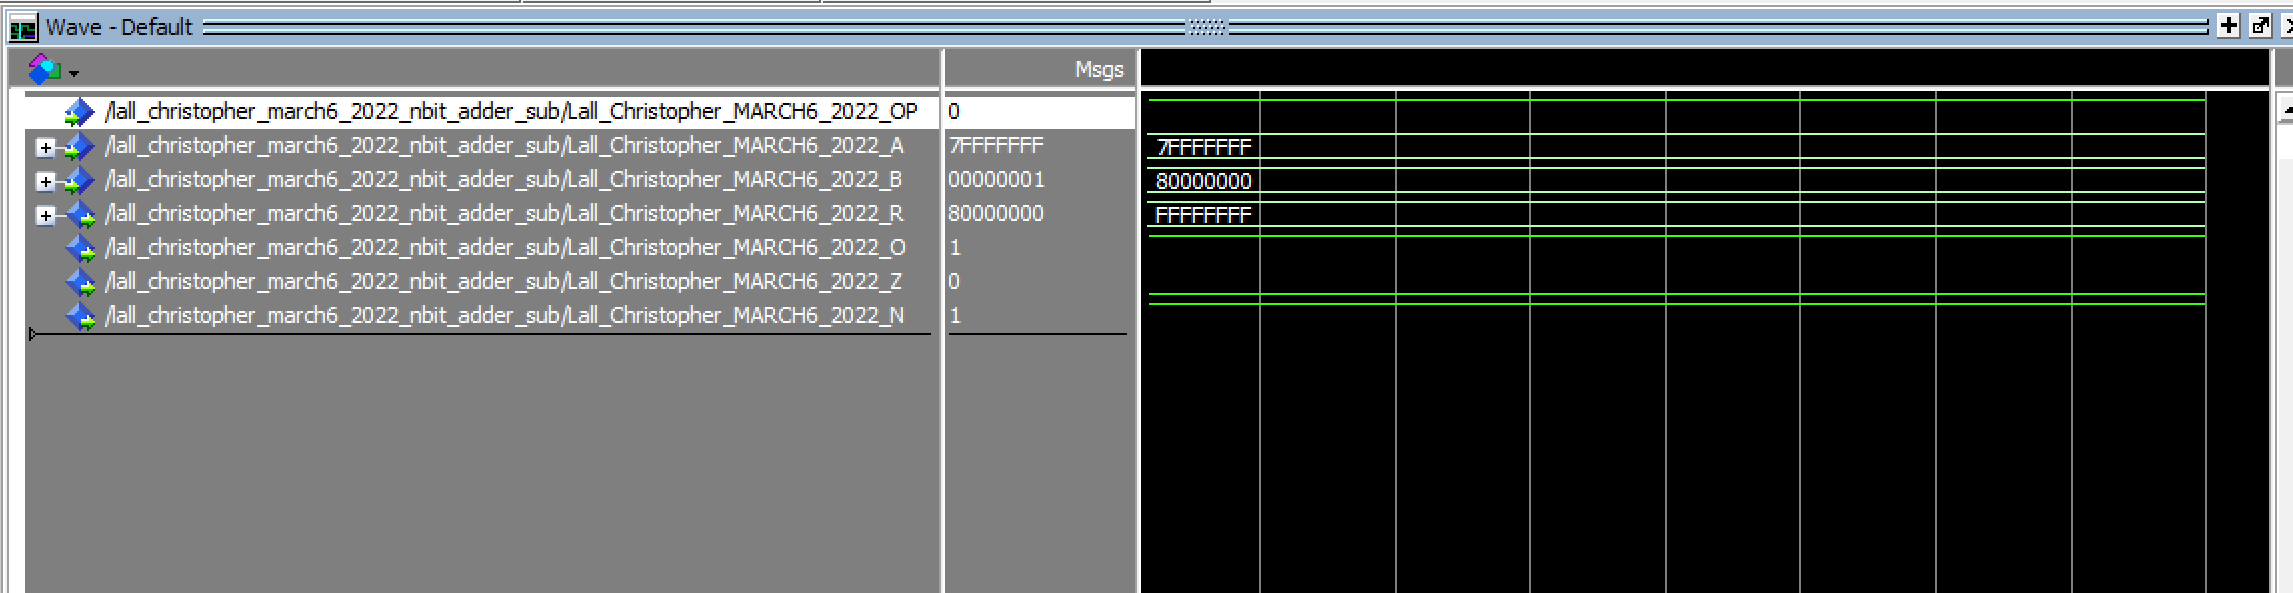 Wave - Default
Msgs
/lall_christopher_march6_2022_nbit_adder_sub/Lall_Christopher_MARCH6_2022_OP 0
/lall_christopher_march6_2022_nbit_adder_sub/Lall_Christopher_MARCH6_2022_A 7FFFFFFF 7FFFFFFF
/lall_christopher_march6_2022_nbit_adder_sub/Lall_Christopher_MARCH6_2022_B 00000001 80000000
/lall_christopher_march6_2022_nbit_adder_sub/Lall_Christopher_MARCH6_2022_R 80000000 FFFFFFFF
/lall_christopher_march6_2022_nbit_adder_sub/Lall_Christopher_MARCH6_2022_O 1
/lall_christopher_march6_2022_nbit_adder_sub/Lall_Christopher_MARCH6_2022_Z 0
/lall_christopher_march6_2022_nbit_adder_sub/Lall_Christopher_MARCH6_2022_N 1